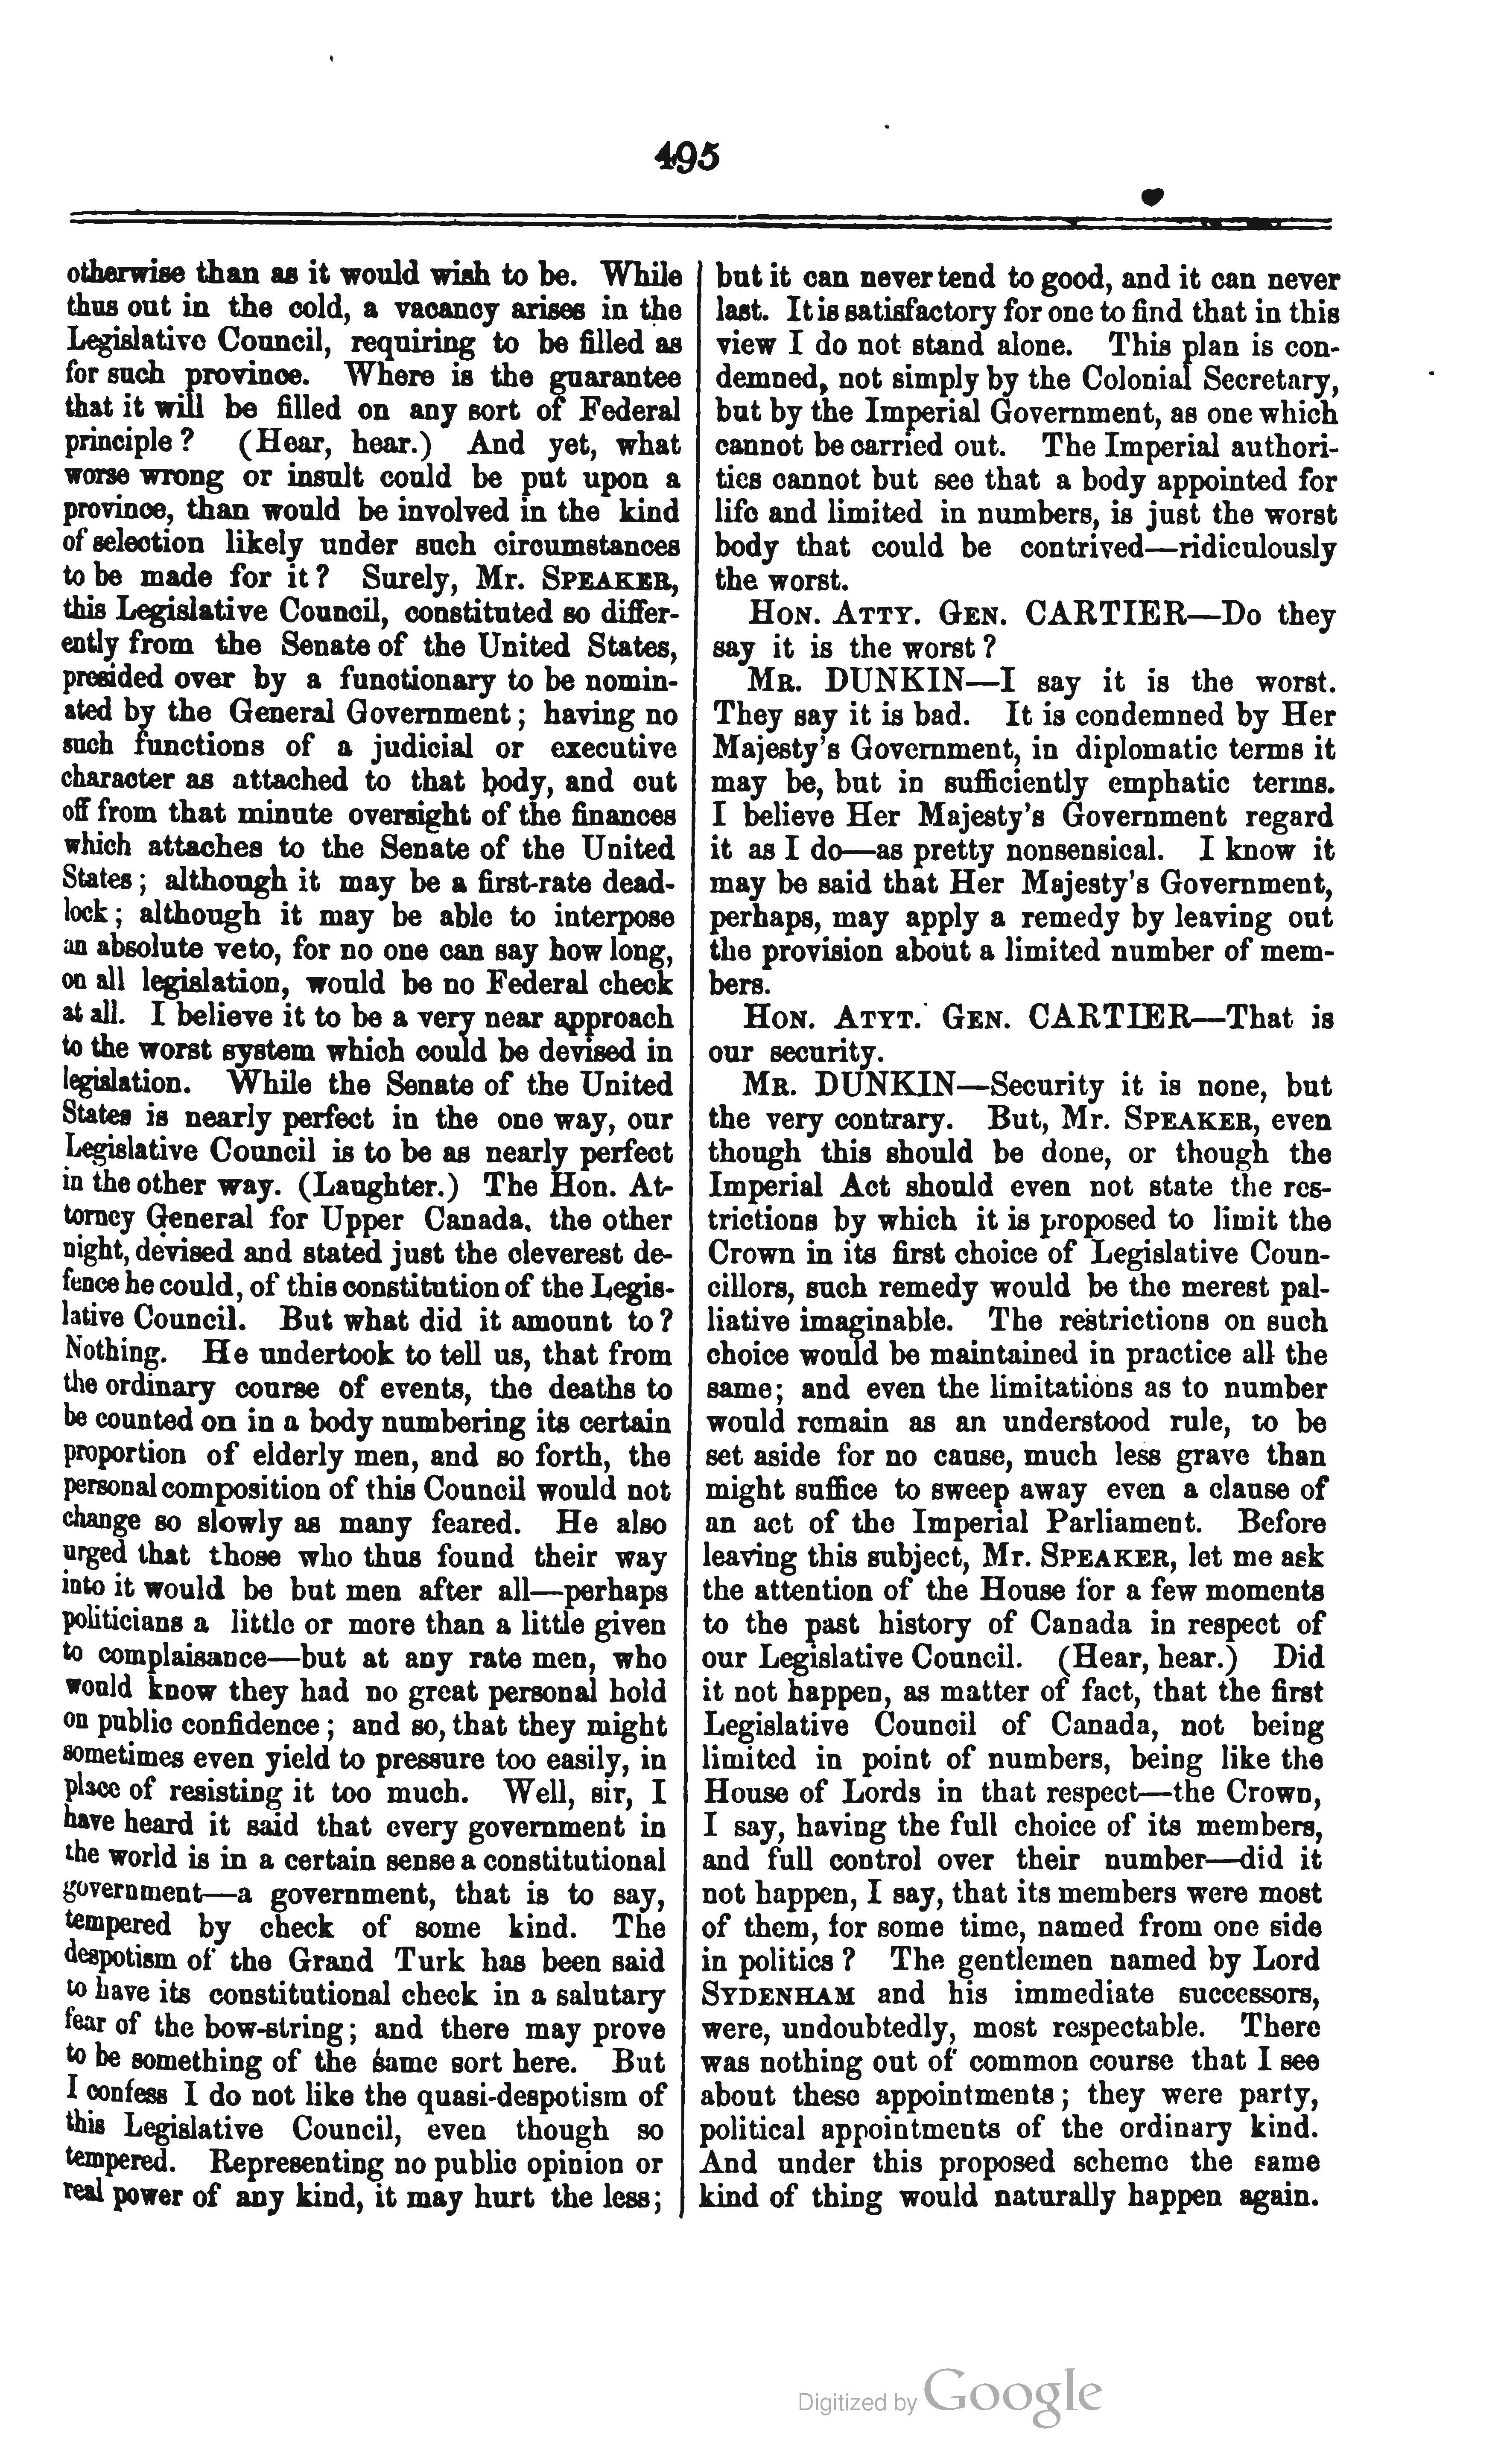 495
otherwise than as it would wish to be. While
thus out in the cold, a vacancy arises in the
Legislative Council, requiring to be filled as
for such province. Where is the guarantee
that it will be filled on any sort of Federal
principle? (Hear, hear.) And yet, what
worse wrong or insult could be put upon a
province, than would be involved in the kind
of selection likely under such circumstances
to be made for it? Surely, Mr. SPEAKER,
this Legislative Council, constituted so differ-
ently from the Senate of the United States,
presided over by a functionary to be nomin-
ated by the General Government; having no
such functions of a judicial or executive
character as attached to that body, and cut
off from that minute oversight of the finances
which attaches to the Senate of the United
States; although it may be a first-rate dead-
lock; although it may be able to interpose
an absolute veto, for no one can say how long,
on all legislation, would be no Federal check
at all. I believe it to be a very near approach
to the worst system which could be devised in
legislation. While the Senate of the United
States is nearly perfect in the one way, our
Legislative Council is to be as nearly perfect
in the other way. (Laughter.) The Hon. At-
torney General for Upper Canada, the other
night, devised and stated just the cleverest de-
fence he could, of this constitution of the Legis-
lative Council. But what did it amount to?
Nothing. He undertook to tell us, that from
the ordinary course of events, the deaths to
be counted on in a body numbering its certain
proportion of elderly men, and so forth, the
personal composition of this Council would not
change so slowly as many feared. He also
urged that those who thus found their way
into it would be but men after all—perhaps
politicians a little or more than a little given
to complaisance—but at any rate men, who
would know they had no great personal hold
on public confidence; and so, that they might
sometimes even yield to pressure too easily, in
place of resisting it too much. Well, sir, I
have heard it said that every government in
the world is in a certain sense a constitutional
government—a government, that is to say,
tempered by check of some kind. The
despotism of the Grand Turk has been said
to have its constitutional check in a salutary
fear of the bow-string; and there may prove
to be something of the same sort here. But
I confess I do not like the quasi-despotism of
this Legislative Council, even though so
tempered. Representing no public opinion or
real power of any kind, it may hurt the less;
but it can never tend to good, and it can never
last. It is satisfactory for one to find that in this
view I do not stand alone. This plan is con-
demned, not simply by the Colonial Secretary,
but by the Imperial Government, as one which
cannot be carried out. The Imperial authori-
ties cannot but see that a body appointed for
life and limited in numbers, is just the worst
body that could be contrived—ridiculously
the worst.
HON. ATTY. GEN. CARTIER—Do they
say it is the worst?
MR. DUNKIN—I say it is the worst.
They say it is bad. It is condemned by Her
Majesty's Government, in diplomatic terms it
may be, but in sufficiently emphatic terms.
I believe Her Majesty's Government regard
it as I do—as pretty nonsensical. I know it
may be said that Her Majesty's Government,
perhaps, may apply a remedy by leaving out
the provision about a limited number of mem-
bers.
HON. ATYT. GEN. CARTIER—That is
our security.
MR. DUNKIN—Security it is none, but
the very contrary. But, Mr. SPEAKER, even
though this should be done, or though the
Imperial Act should even not state the res-
trictions by which it is proposed to limit the
Crown in its first choice of Legislative Coun-
cillors, such remedy would be the merest pal-
liative imaginable. The restrictions on such
choice would be maintained in practice all the
same; and even the limitations as to number
would remain as an understood rule, to be
set aside for no cause, much less grave than
might suffice to sweep away even a clause of
an act of the Imperial Parliament. Before
leaving this subject, Mr. SPEAKER, let me ask
the attention of the House for a few moments
to the past history of Canada in respect of
our Legislative Council. (Hear, hear.) Did
it not happen, as matter of fact, that the first
Legislative Council of Canada, not being
limited in point of numbers, being like the
House of Lords in that respect—the Crown,
I say, having the full choice of its members,
and full control over their number—did it
not happen, I say, that its members were most
of them, for some time, named from one side
in politics? The gentlemen named by Lord
SYDENHAM and his immediate successors,
were, undoubtedly, most respectable. There
was nothing out of common course that I see
about these appointments; they were party,
political appointments of the ordinary kind.
And under this proposed scheme the same
kind of thing would naturally happen again.
Digitized by Google